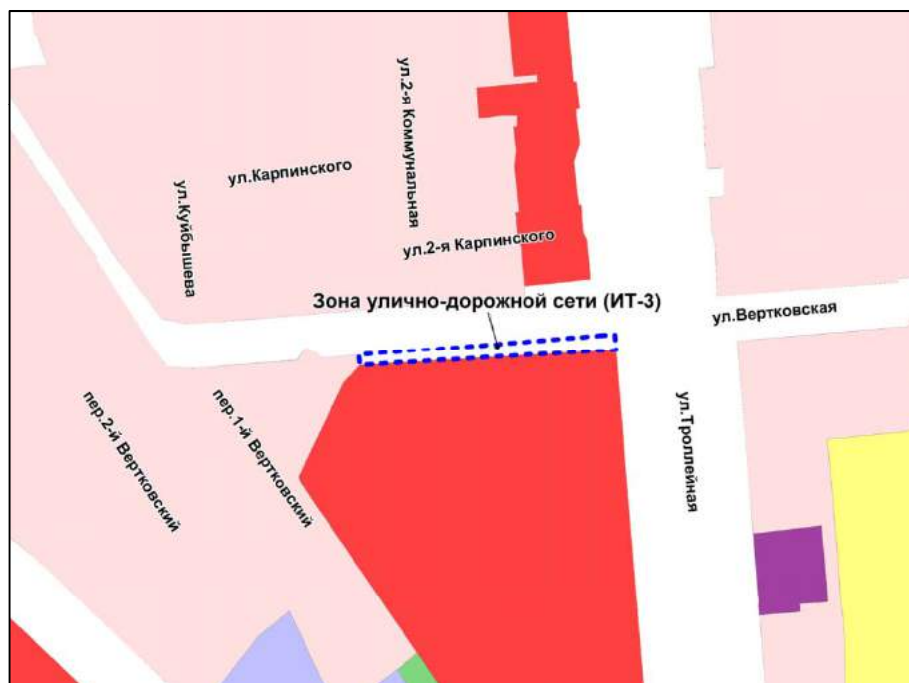 ул.2-я Коммунальная
ул.Карпинского
ул.Куйбышева
ул.2-я Карпинского
Зона улично-дорожной сети (ИТ-3)
ул.Вертковская
пер.2-й Вертковский
пер.1-й Вертковский
ул.Троллейная